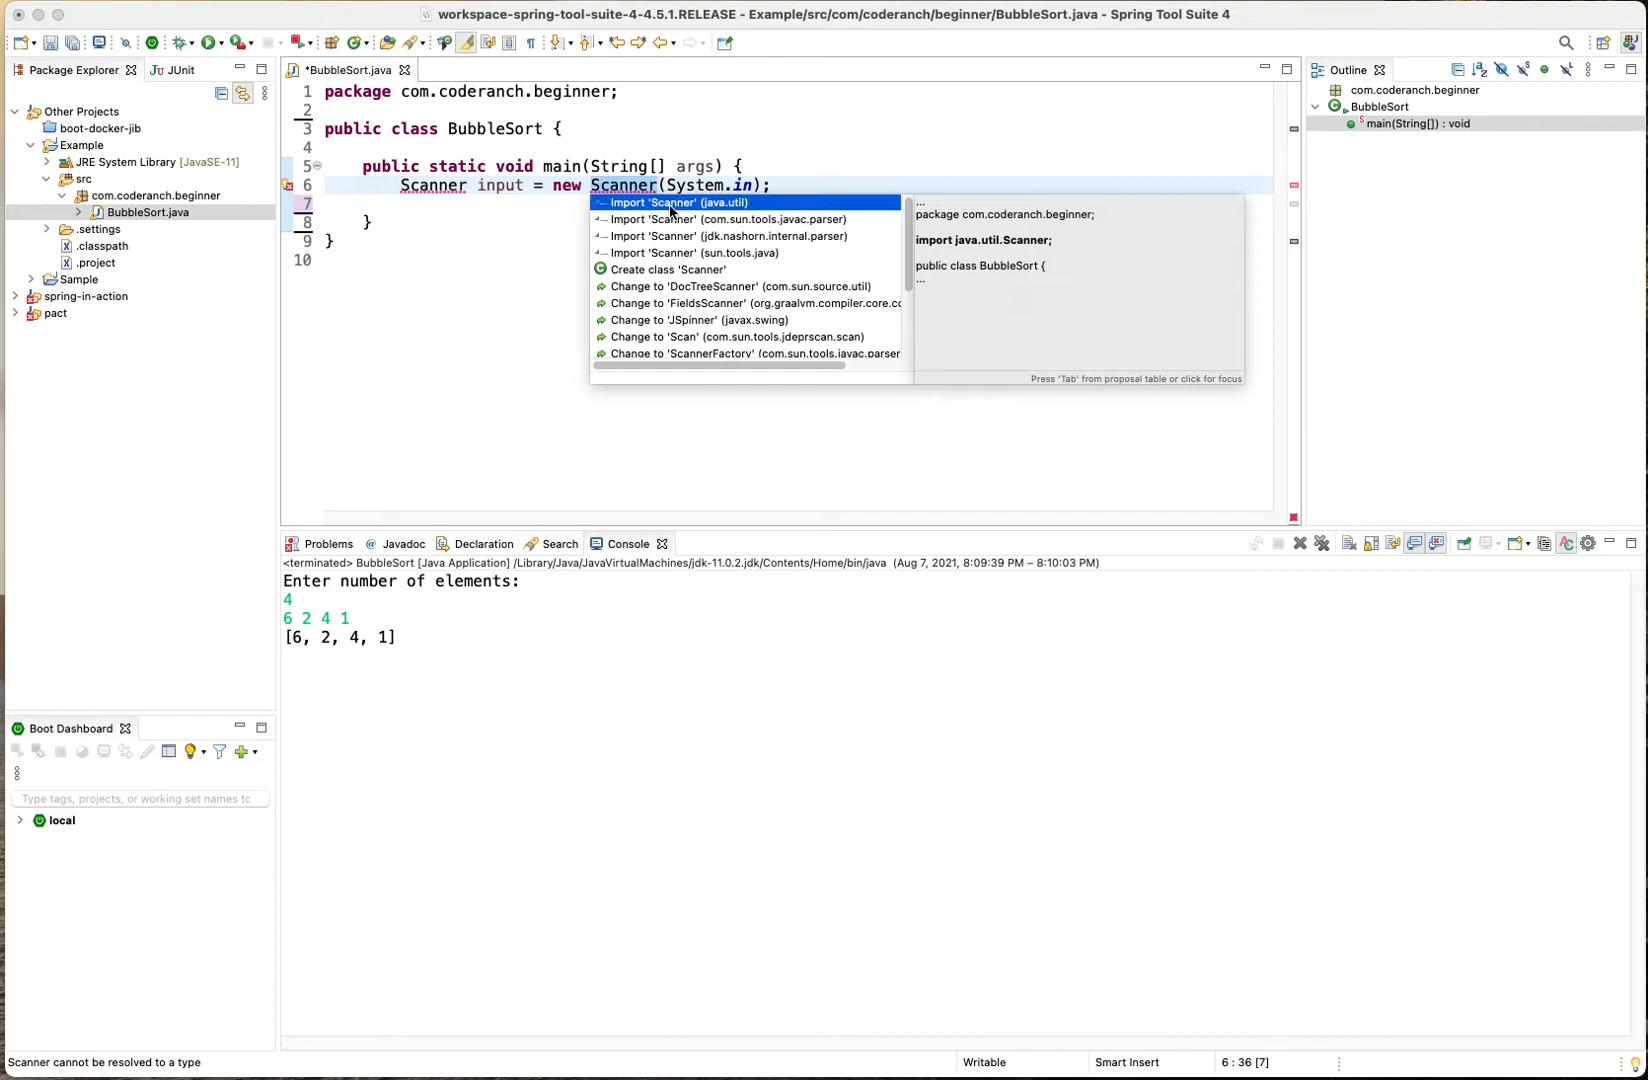 workspace-spring-tool-suite-4-4.5.1.RELEASE - Example/src/com/coderanch/beginner/BubbleSort.java - Spring Tool Suite 4
Package Explorer
JUnit
Other Projects
boot-docker-jib
Example
JRE System Library [JavaSE-11]
src
com.coderanch.beginner
BubbleSort.java
.settings
.classpath
.project
Sample
spring-in-action
pact
*BubbleSort.java
1 package com.coderanch.beginner;
2
3 public class BubbleSort {
4
5 public static void main(String[] args) {
6 Scanner input = new Scanner(System.in);
7
8 }
9 }
10
Import 'Scanner' (java.util)
Import 'Scanner' (com.sun.tools.javac.parser)
Import 'Scanner' (jdk.nashorn.internal.parser)
Import 'Scanner' (sun.tools.java)
Create class 'Scanner'
Change to 'DocTreeScanner' (com.sun.source.util)
Change to 'FieldsScanner' (org.graalvm.compiler.core.cc
Change to 'JSpinner' (javax.swing)
Change to 'Scan' (com.sun.tools.jdeprscan.scan)
Change to 'ScannerFactory' (com.sun.tools.javac.parser
...
package com.coderanch.beginner;
import java.util.Scanner;
public class BubbleSort {
...
Press 'Tab' from proposal table or click for focus
Outline
com.coderanch.beginner
BubbleSort
main(String[]) : void
Problems
Javadoc
Declaration
Search
Console
<terminated> BubbleSort [Java Application] /Library/Java/JavaVirtualMachines/jdk-11.0.2.jdk/Contents/Home/bin/java (Aug 7, 2021, 8:09:39 PM – 8:10:03 PM)
Enter number of elements:
4
6 2 4 1
[6, 2, 4, 1]
Boot Dashboard
Type tags, projects, or working set names tc
local
Scanner cannot be resolved to a type
Writable
Smart Insert
6 : 36 [7]